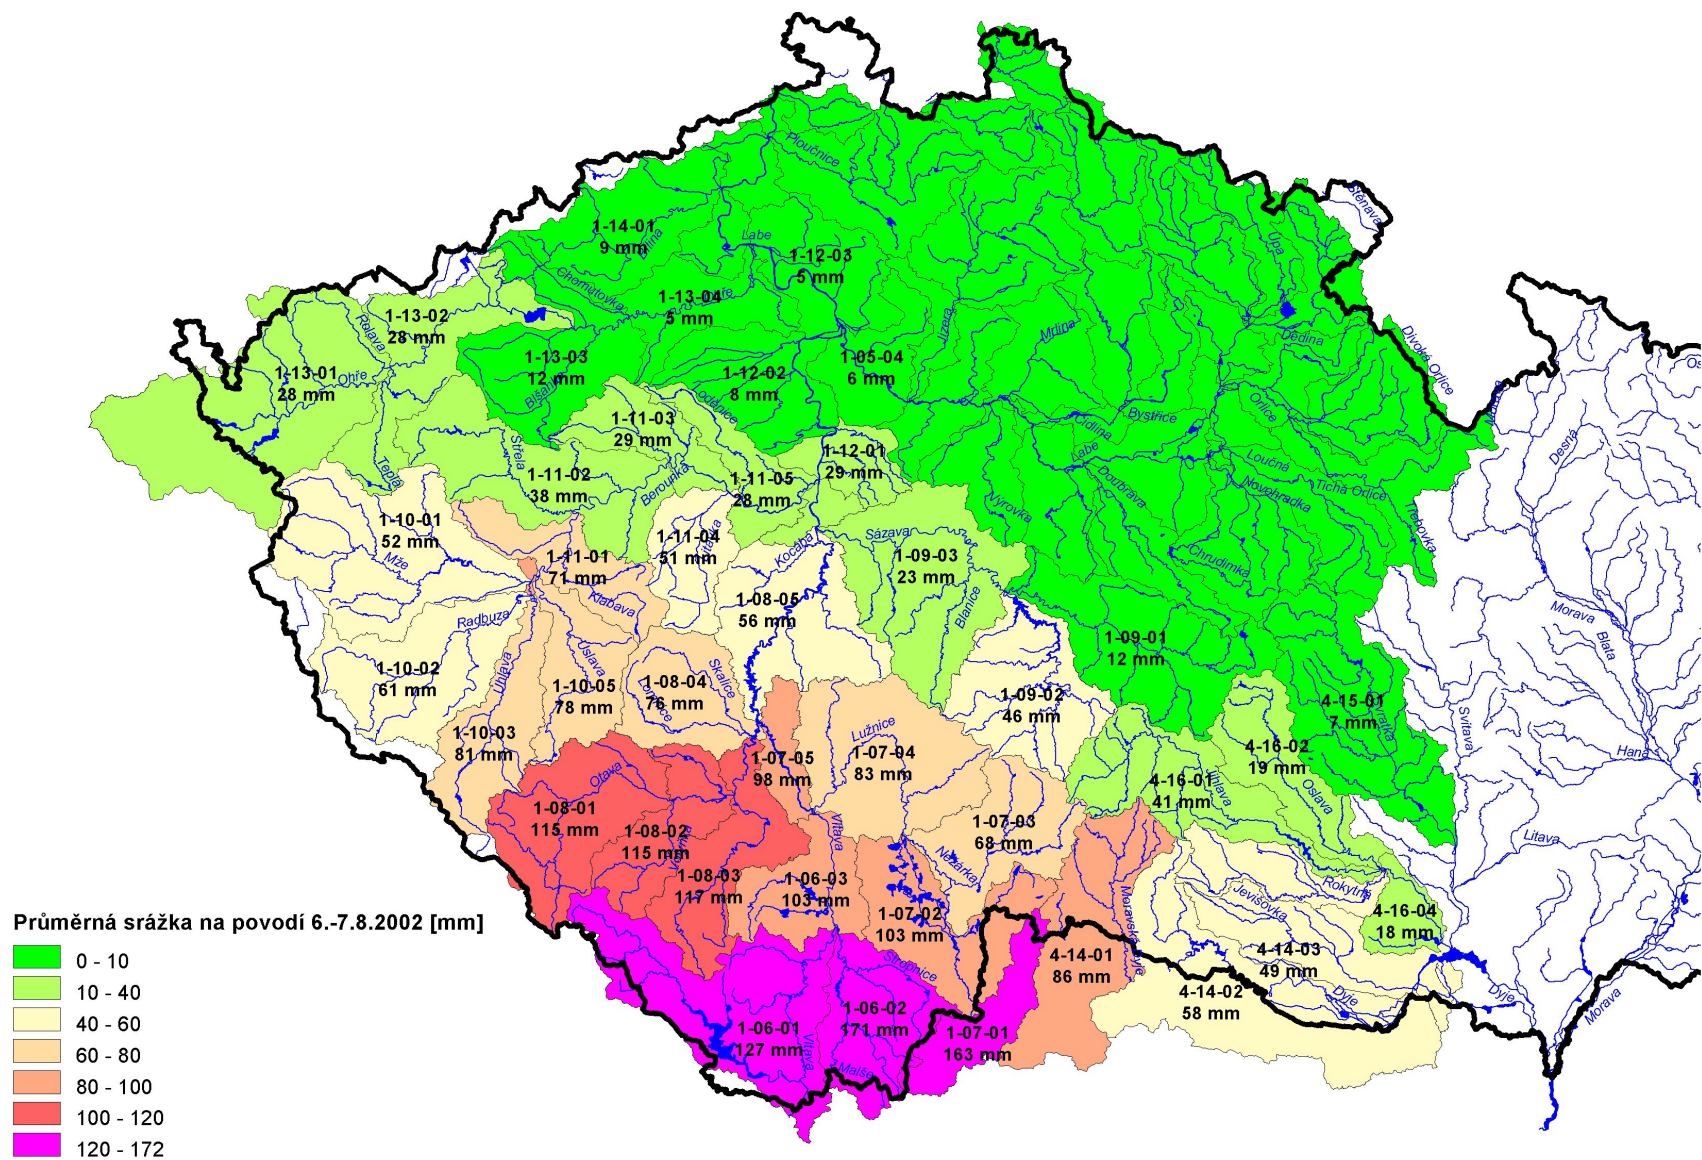 Ploučnice
Stěnava
1-14-01
9 mm
Bílina
Labe
Úpa
1-12-03
5 mm
Chomutovka
1-13-04
5 mm
Ohře
1-13-02
28 mm
Rolava
Jizera
Mrlina
Dědina
Divoká Orlice
1-13-03
12 mm
1-05-04
6 mm
1-13-01
28 mm
Ohře
1-12-02
8 mm
Blšanka
Orlice
Bystřice
Cidlina
1-11-03
29 mm
Střela
Teplá
1-12-01
29 mm
Labe
Loučná
Desná
1-11-02
38 mm
Berounka
1-11-05
28 mm
Doubrava
Novohradka
Tichá Orlice
Výrovka
Třebovka
1-10-01
52 mm
1-11-04
51 mm
Kocába
Sázava
1-09-03
23 mm
Chrudimka
Mže
1-11-01
71 mm
Klabava
1-08-05
56 mm
Blanice
Morava
Radbuza
Blata
1-09-01
12 mm
1-10-02
61 mm
Úhlava
Úslava
Skalice
1-10-05
78 mm
1-08-04
76 mm
Lomnice
1-09-02
46 mm
4-15-01
7 mm
Svratka
Svitava
1-10-03
81 mm
Lužnice
1-07-04
83 mm
1-07-05
98 mm
4-16-02
19 mm
Haná
Otava
4-16-01
41 mm
Jihlava
Oslava
1-08-01
115 mm
1-08-02
115 mm
Vltava
1-07-03
68 mm
Litava
Nežárka
1-08-03
117 mm
1-06-03
103 mm
Rokytná
Jevišovka
1-07-02
103 mm
Moravská Dyje
4-16-04
18 mm
Průměrná srážka na povodí 6.-7.8.2002 [mm]
0 - 10
10 - 40
40 - 60
60 - 80
80 - 100
100 - 120
120 - 172
Stropnice
4-14-01
86 mm
4-14-03
49 mm
4-14-02
58 mm
Dyje
Dyje
Morava
1-06-01
127 mm
Vltava
1-06-02
171 mm
1-07-01
163 mm
Malše